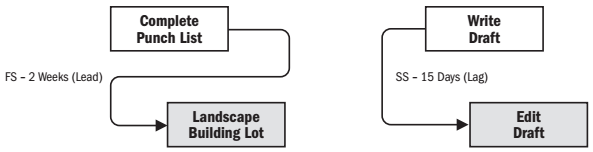 Complete
Punch List
Write
Draft
FS – 2 Weeks (Lead)
SS – 15 Days (Lag)
Landscape
Building Lot
Edit
Draft